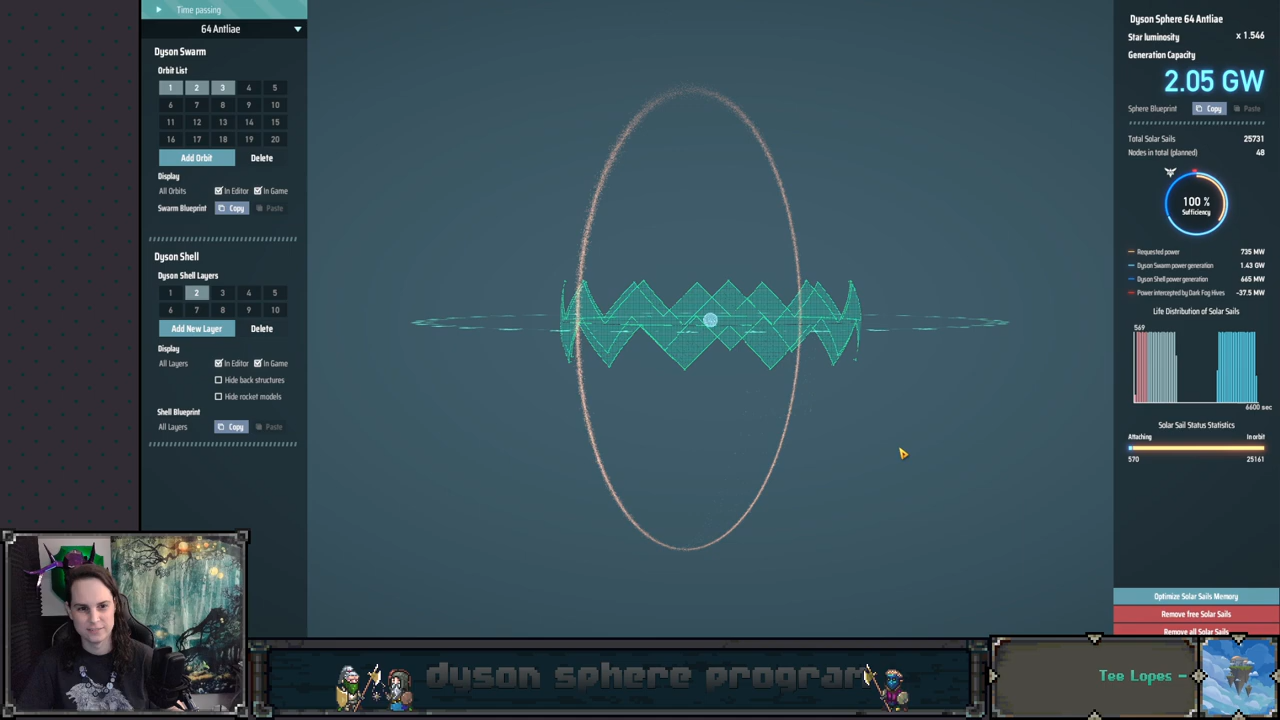 Time passing
64 Antliae
Dyson Swarm
Orbit List
1 2 3 4 5
6 7 8 9 10
11 12 13 14 15
16 17 18 19 20
Add Orbit Delete
Display
All Orbits In Editor In Game
Swarm Blueprint Copy Paste
Dyson Shell
Dyson Shell Layers
1 2 3 4 5
6 7 8 9 10
Add New Layer Delete
Display
All Layers In Editor In Game
Hide back structures
Hide rocket models
Shell Blueprint
All Layers Copy Paste
Dyson Sphere 64 Antliae
Star luminosity x 1.546
Generation Capacity
2.05 GW
Sphere Blueprint Copy Paste
Total Solar Sails 25731
Nodes in total (planned) 48
100 %
Sufficiency
Requested power 735 MW
Dyson Swarm power generation 1.43 GW
Dyson Shell power generation 665 MW
Power intercepted by Dark Fog Hives -37.5 MW
Life Distribution of Solar Sails
569
6600 sec
Solar Sail Status Statistics
Attaching In orbit
570 25161
Optimize Solar Sails Memory
Remove free Solar Sails
Remove all Solar Sails
dyson sphere program
Tee Lopes -